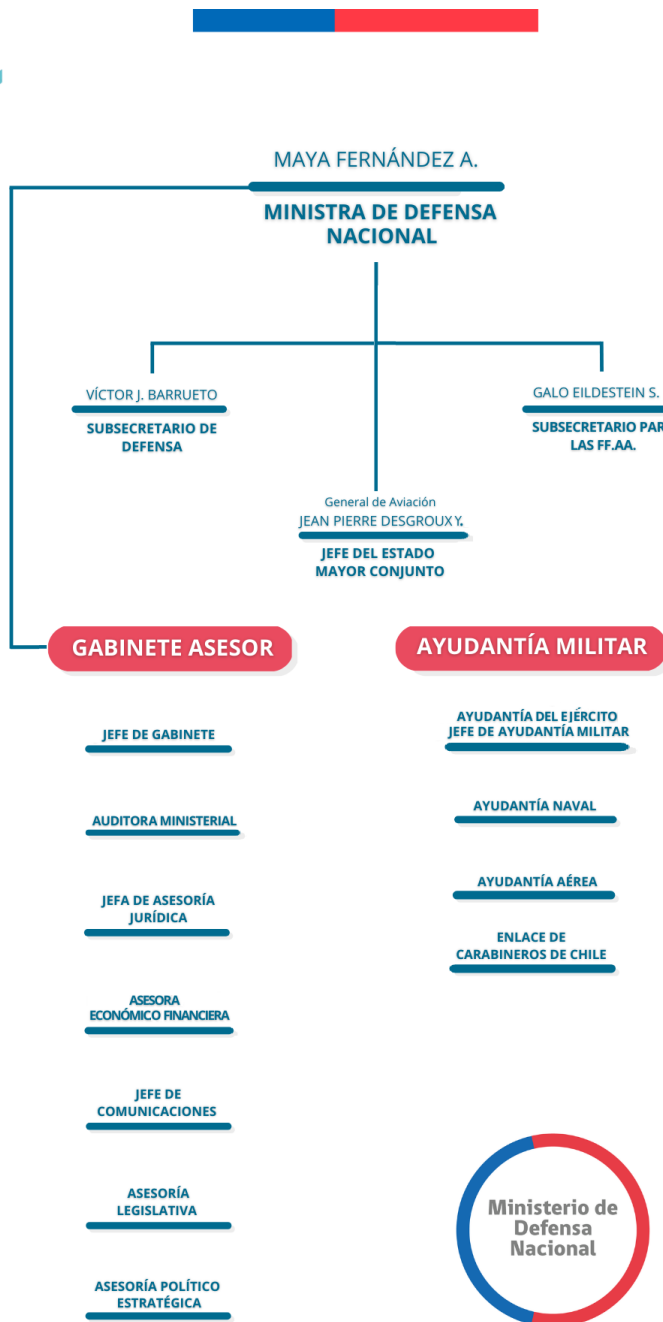 MAYA FERNÁNDEZ A.
MINISTRA DE DEFENSA
NACIONAL
VÍCTOR J. BARRUETO
SUBSECRETARIO DE
DEFENSA
GALO EILDESTEIN S.
SUBSECRETARIO PAR
LAS FF.AA.
General de Aviación
JEAN PIERRE DESGROUX Y.
JEFE DEL ESTADO
MAYOR CONJUNTO
GABINETE ASESOR
JEFE DE GABINETE
AUDITORA MINISTERIAL
JEFA DE ASESORÍA
JURÍDICA
ASESORA
ECONÓMICO FINANCIERA
JEFE DE
COMUNICACIONES
ASESORÍA
LEGISLATIVA
ASESORÍA POLÍTICO
ESTRATÉGICA
AYUDANTÍA MILITAR
AYUDANTÍA DEL EJÉRCITO
JEFE DE AYUDANTÍA MILITAR
AYUDANTÍA NAVAL
AYUDANTÍA AÉREA
ENLACE DE
CARABINEROS DE CHILE
Ministerio de
Defensa
Nacional